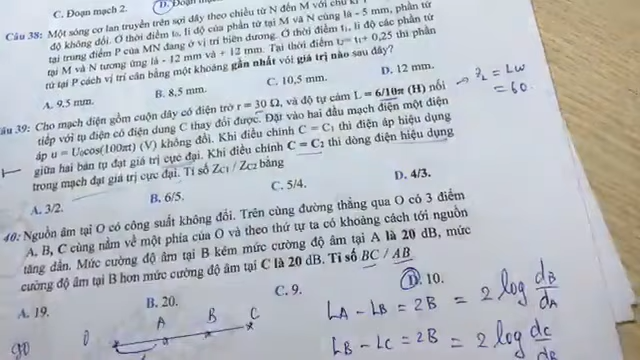 C. Đoạn mạch 2.
Câu 38: Một sóng cơ lan truyền trên sợi dây theo chiều từ N đến M với chu kì
độ không đổi. Ở thời điểm t₀, li độ của phần tử tại M và N cùng là - 5 mm, phần tử
tại trung điểm P của MN đang ở vị trí biên dương. Ở thời điểm t₁, li độ các phần tử
tại M và N tương ứng là - 12 mm và + 12 mm. Tại thời điểm t₂= t₁ + 0,25 thì phần
tử tại P cách vị trí cân bằng một khoảng gần nhất với giá trị nào sau đây?
A. 9,5 mm. B. 8,5 mm. C. 10,5 mm. D. 12 mm.
Z_L = Lω
= 60.
âu 39: Cho mạch điện gồm cuộn dây có điện trở r = 30 Ω, và độ tự cảm L = 6/10π (H) nối
tiếp với tụ điện có điện dung C thay đổi được. Đặt vào hai đầu mạch điện một điện
áp u = U₀cos(100πt) (V) không đổi. Khi điều chỉnh C = C₁ thì điện áp hiệu dụng
giữa hai bản tụ đạt giá trị cực đại. Khi điều chỉnh C = C₂ thì dòng điện hiệu dụng
trong mạch đạt giá trị cực đại. Tỉ số Z_C1 / Z_C2 bằng
A. 3/2. B. 6/5. C. 5/4. D. 4/3.
40: Nguồn âm tại O có công suất không đổi. Trên cùng đường thẳng qua O có 3 điểm
A, B, C cùng nằm về một phía của O và theo thứ tự ta có khoảng cách tới nguồn
tăng dần. Mức cường độ âm tại B kém mức cường độ âm tại A là 20 dB, mức
cường độ âm tại B hơn mức cường độ âm tại C là 20 dB. Tỉ số BC / AB
A. 19. B. 20. C. 9. D. 10.
O A B C
L_A - L_B = 2B = 2 log d_B/d_A
L_B - L_C = 2B = 2 log d_C/d_B